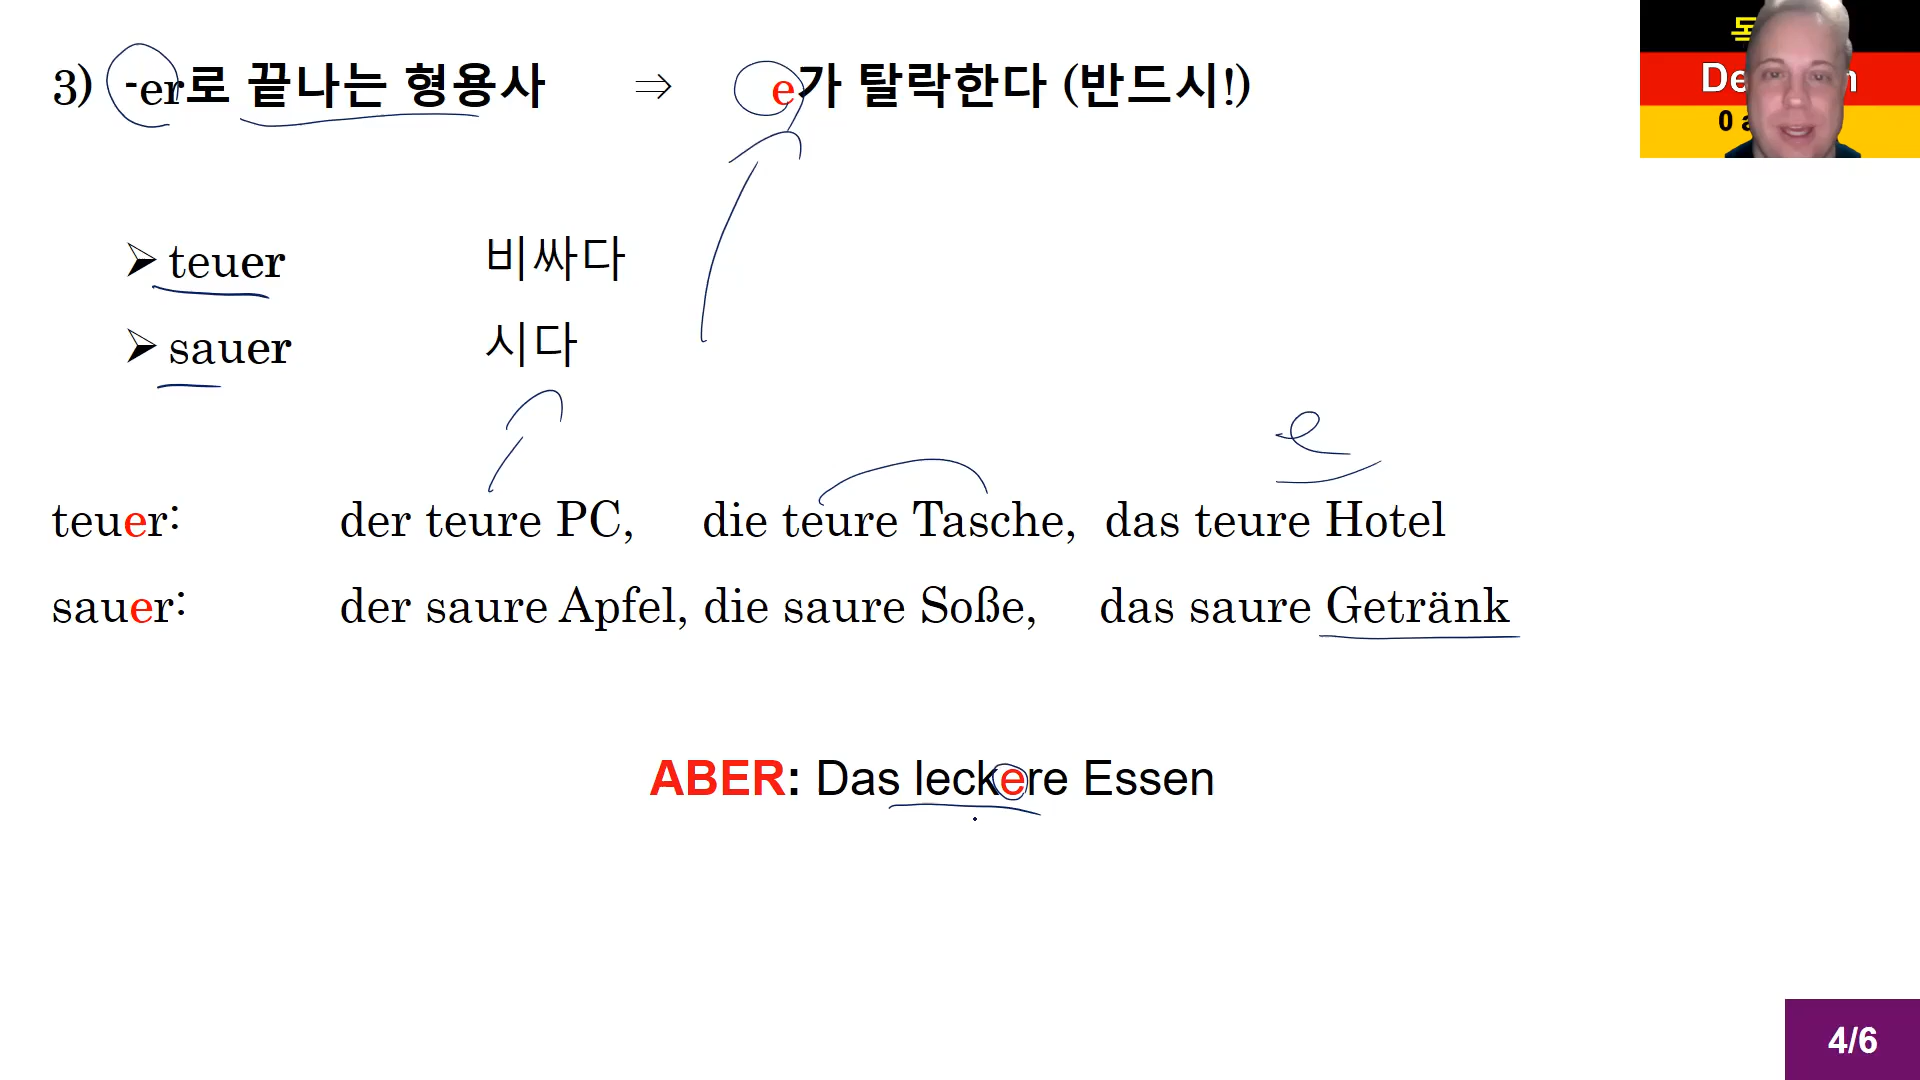 3) -er로 끝나는 형용사 ⇒ e가 탈락한다 (반드시!)
➢ teuer 비싸다
➢ sauer 시다
e
teuer: der teure PC, die teure Tasche, das teure Hotel
sauer: der saure Apfel, die saure Soße, das saure Getränk
ABER: Das leckere Essen
4/6